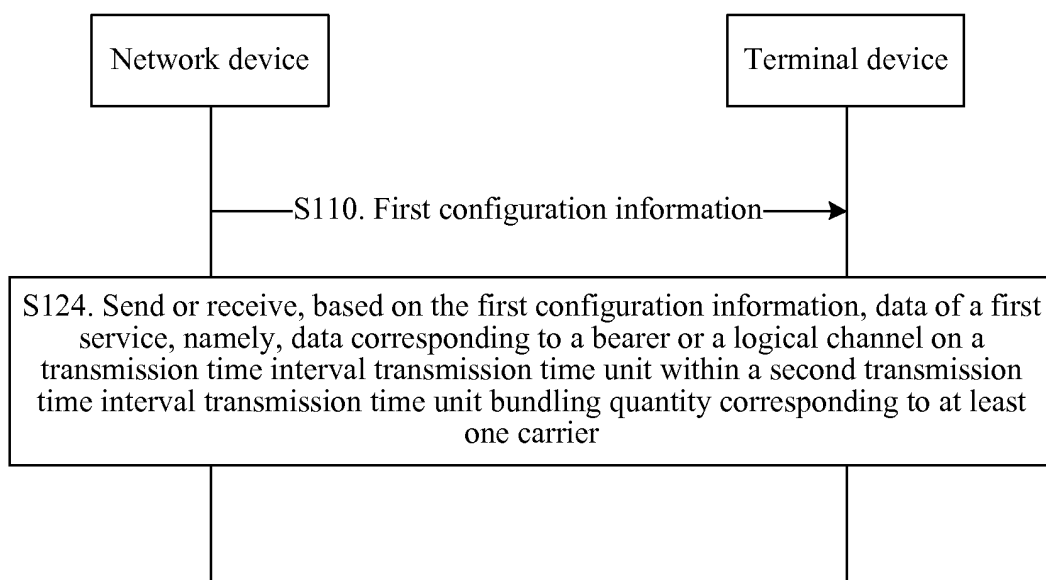 Network device
Terminal device
S110. First configuration information
S124. Send or receive, based on the first configuration information, data of a first
service, namely, data corresponding to a bearer or a logical channel on a
transmission time interval transmission time unit within a second transmission
time interval transmission time unit bundling quantity corresponding to at least
one carrier